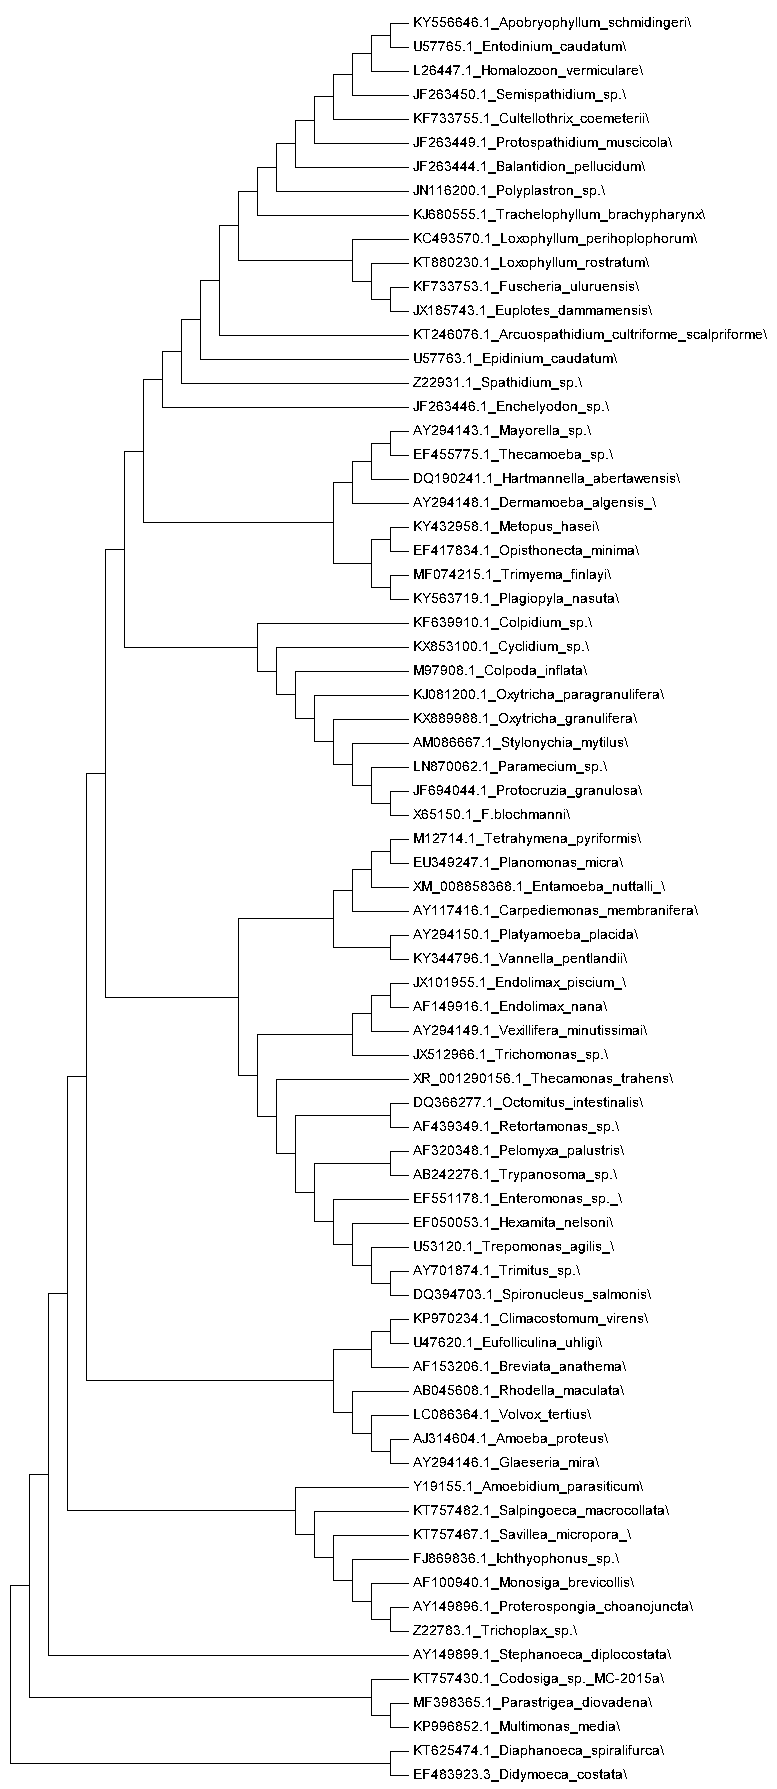 KY556646.1_Apobryophyllum_schmidingeri\
U57765.1_Entodinium_caudatum\
L26447.1_Homalozoon_vermiculare\
JF263450.1_Semispathidium_sp.\
KF733755.1_Cultellothrix_coemeterii\
JF263449.1_Protospathidium_muscicola\
JF263444.1_Balantidion_pellucidum\
JN116200.1_Polyplastron_sp.\
KJ680555.1_Trachelophyllum_brachypharynx\
KC493570.1_Loxophyllum_perihoplophorum\
KT880230.1_Loxophyllum_rostratum\
KF733753.1_Fuscheria_uluruensis\
JX185743.1_Euplotes_dammamensis\
KT246076.1_Arcuospathidium_cultriforme_scalpriforme\
U57763.1_Epidinium_caudatum\
Z22931.1_Spathidium_sp.\
JF263446.1_Enchelyodon_sp.\
AY294143.1_Mayorella_sp.\
EF455775.1_Thecamoeba_sp.\
DQ190241.1_Hartmannella_abertawensis\
AY294148.1_Dermamoeba_algensis_\
KY432958.1_Metopus_hasei\
EF417834.1_Opisthonecta_minima\
MF074215.1_Trimyema_finlayi\
KY563719.1_Plagiopyla_nasuta\
KF639910.1_Colpidium_sp.\
KX853100.1_Cyclidium_sp.\
M97908.1_Colpoda_inflata\
KJ081200.1_Oxytricha_paragranulifera\
KX889988.1_Oxytricha_granulifera\
AM086667.1_Stylonychia_mytilus\
LN870062.1_Paramecium_sp.\
JF694044.1_Protocruzia_granulosa\
X65150.1_F.blochmanni\
M12714.1_Tetrahymena_pyriformis\
EU349247.1_Planomonas_micra\
XM_008858368.1_Entamoeba_nuttalli_\
AY117416.1_Carpediemonas_membranifera\
AY294150.1_Platyamoeba_placida\
KY344796.1_Vannella_pentlandii\
JX101955.1_Endolimax_piscium_\
AF149916.1_Endolimax_nana\
AY294149.1_Vexillifera_minutissimai\
JX512966.1_Trichomonas_sp.\
XR_001290156.1_Thecamonas_trahens\
DQ366277.1_Octomitus_intestinalis\
AF439349.1_Retortamonas_sp.\
AF320348.1_Pelomyxa_palustris\
AB242276.1_Trypanosoma_sp.\
EF551178.1_Enteromonas_sp._\
EF050053.1_Hexamita_nelsoni\
U53120.1_Trepomonas_agilis_\
AY701874.1_Trimitus_sp.\
DQ394703.1_Spironucleus_salmonis\
KP970234.1_Climacostomum_virens\
U47620.1_Eufolliculina_uhligi\
AF153206.1_Breviata_anathema\
AB045608.1_Rhodella_maculata\
LC086364.1_Volvox_tertius\
AJ314604.1_Amoeba_proteus\
AY294146.1_Glaeseria_mira\
Y19155.1_Amoebidium_parasiticum\
KT757482.1_Salpingoeca_macrocollata\
KT757467.1_Savillea_micropora_\
FJ869836.1_Ichthyophonus_sp.\
AF100940.1_Monosiga_brevicollis\
AY149896.1_Proterospongia_choanojuncta\
Z22783.1_Trichoplax_sp.\
AY149899.1_Stephanoeca_diplocostata\
KT757430.1_Codosiga_sp._MC-2015a\
MF398365.1_Parastrigea_diovadena\
KP996852.1_Multimonas_media\
KT625474.1_Diaphanoeca_spiralifurca\
EF483923.3_Didymoeca_costata\